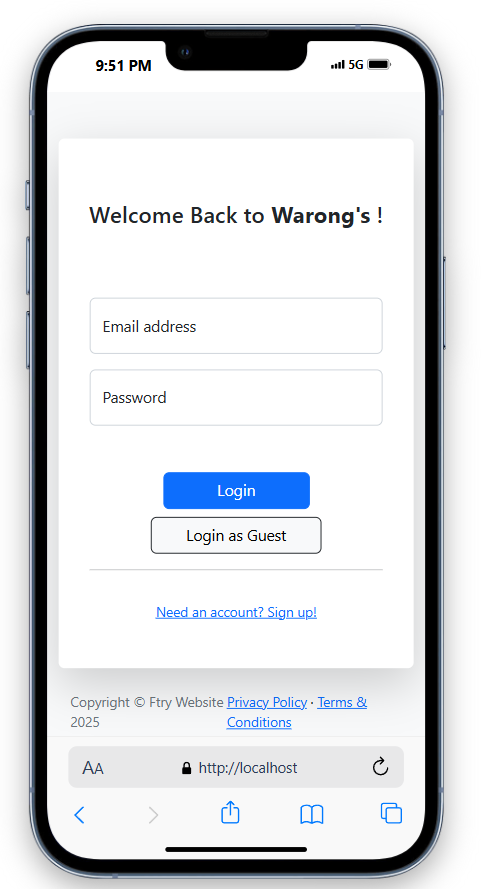 9:51 PM 5G
Welcome Back to Warong's !
Email address
Password
Login
Login as Guest
Need an account? Sign up!
Copyright © Ftry Website 2025
Privacy Policy · Terms & Conditions
AA http://localhost